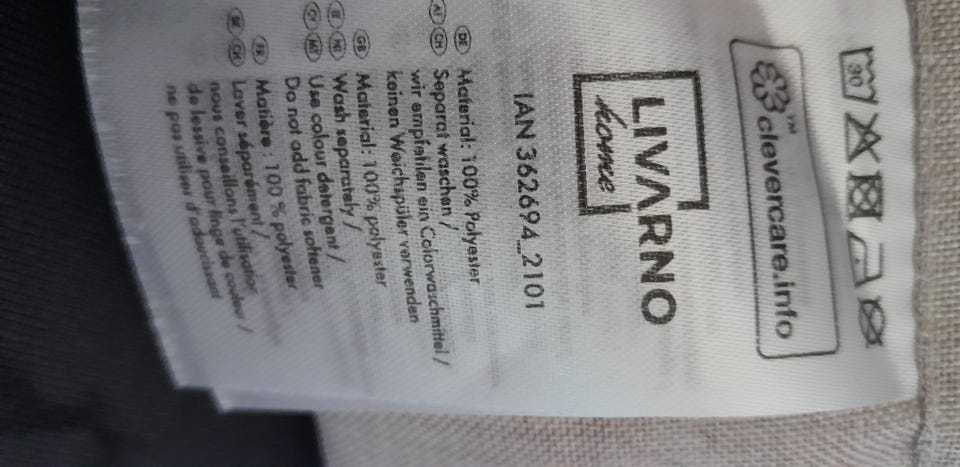 30
™
clevercare.info
LIVARNO
home
IAN 362694_2101
DE Material: 100% Polyester
AT CH Separat waschen /
wir empfehlen ein Colorwaschmittel /
keinen Weichspüler verwenden
GB Material: 100% polyester
IE NI Wash separately /
CY MT Use colour detergent /
Do not add fabric softener
FR Matière : 100 % polyester
BE CH Laver séparément /
nous conseillons l'utilisation
de lessive pour linge de couleur /
ne pas utiliser d'adoucissant